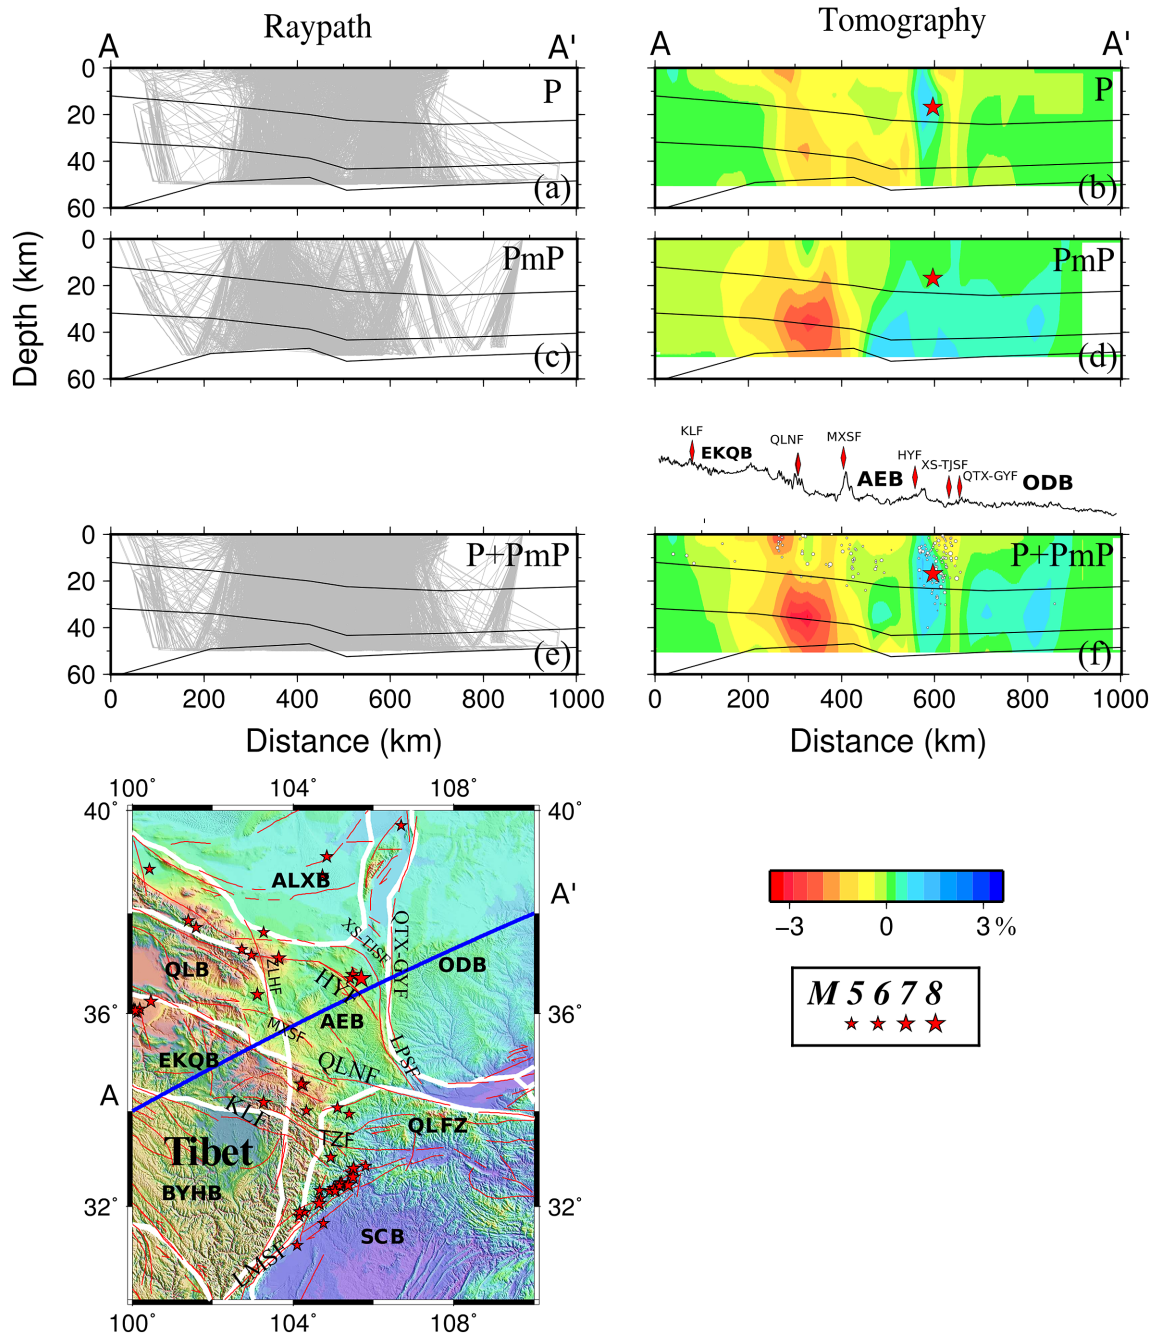 Raypath
Tomography
A A'
A A'
0
20
40
60
P
(a)
P
(b)
0
20
40
60
PmP
(c)
PmP
(d)
Depth (km)
KLF
EKQB
QLNF
MXSF
AEB
HYF
XS-TJSF
QTX-GYF
ODB
0
20
40
60
P+PmP
(e)
P+PmP
(f)
0 200 400 600 800 1000
0 200 400 600 800 1000
Distance (km)
Distance (km)
100˚ 104˚ 108˚
40˚ 40˚
ALXB
A'
XS-TJSF
QTX-GYF
QLB
ZLHF
HYF
ODB
36˚ 36˚
AEB
MXSF
EKQB
QLNF
LPSF
A
KLF
QLFZ
TZF
Tibet
BYHB
32˚ 32˚
SCB
LMSF
100˚ 104˚ 108˚
−3 0 3 %
M 5 6 7 8